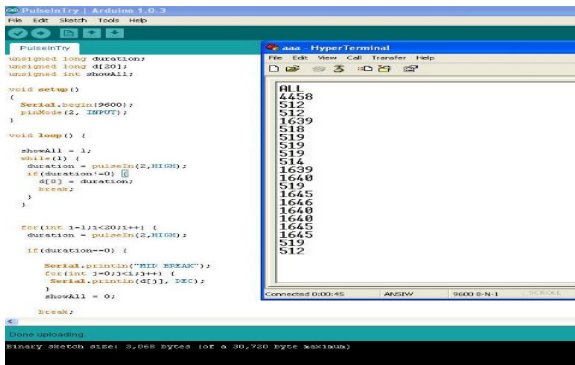 PulseInTry | Arduino 1.0.3
File Edit Sketch Tools Help
PulseInTry
unsigned long duration;
unsigned long d[20];
unsigned int showAll;
void setup()
{
Serial.begin(9600);
pinMode(2, INPUT);
}
void loop() {
showAll = 1;
while(1) {
duration = pulseIn(2,HIGH);
if(duration!=0) {
d[0] = duration;
break;
}
}
for(int i=1;i<20;i++) {
duration = pulseIn(2,HIGH);
if(duration==0) {
Serial.println("MID BREAK");
for(int j=0;j<i;j++) {
Serial.println(d[j], DEC);
}
showAll = 0;
break;
Done uploading.
Binary sketch size: 3,068 bytes (of a 30,720 byte maximum)
aaa - HyperTerminal
File Edit View Call Transfer Help
ALL
4458
512
512
1639
518
519
519
519
514
1639
1640
519
1645
1646
1640
1640
1645
1645
519
512
Connected 0:00:45 ANSIW 9600 8-N-1 SCROLL